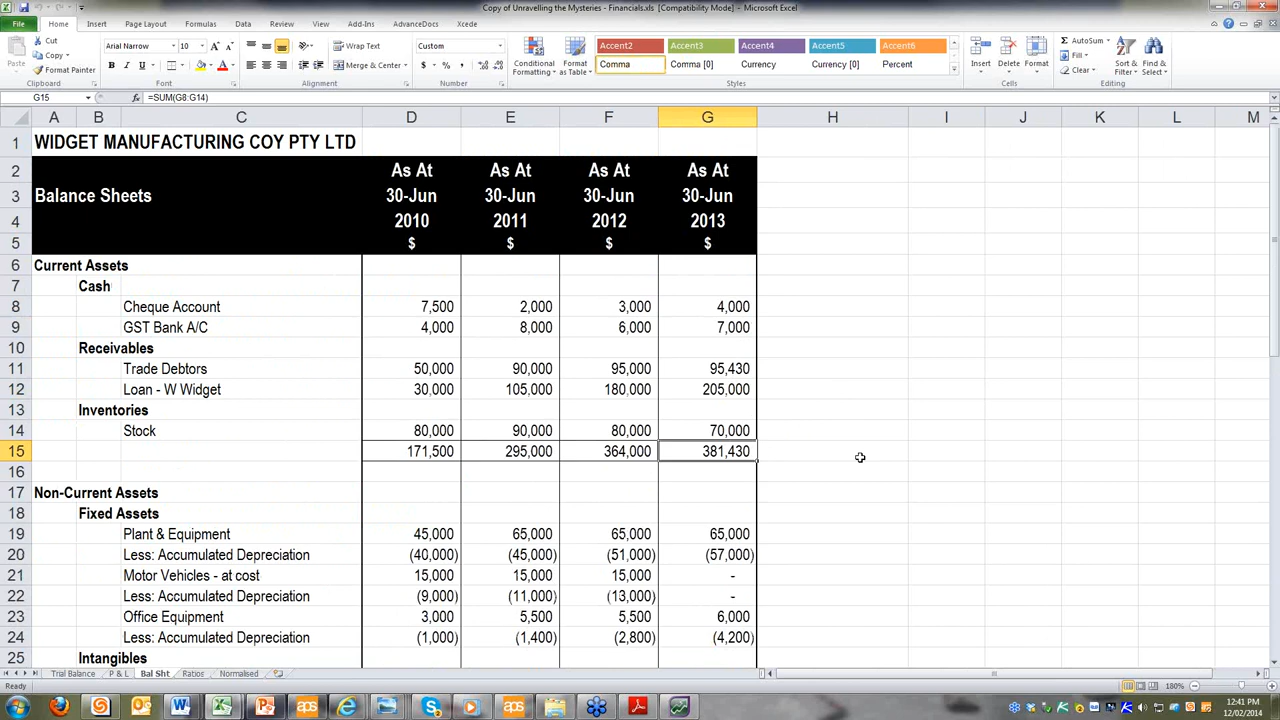 Copy of Unravelling the Mysteries - Financials.xls [Compatibility Mode] - Microsoft Excel
File Home Insert Page Layout Formulas Data Review View Add-Ins AdvanceDocs Xcede
Cut
Copy
Format Painter
Paste
Clipboard
Arial Narrow 10
B I U
Font
Wrap Text
Merge & Center
Alignment
Custom
$ % ,
Number
Conditional Formatting
Format as Table
Accent2 Accent3 Accent4 Accent5 Accent6
Comma Comma [0] Currency Currency [0] Percent
Styles
Insert Delete Format
Cells
AutoSum
Fill
Clear
Sort & Filter
Find & Select
Editing
G15 =SUM(G8:G14)
A B C D E F G H I J K L M
1 WIDGET MANUFACTURING COY PTY LTD
2 As At As At As At As At
3 Balance Sheets 30-Jun 30-Jun 30-Jun 30-Jun
4 2010 2011 2012 2013
5 $ $ $ $
6 Current Assets
7 Cash
8 Cheque Account 7,500 2,000 3,000 4,000
9 GST Bank A/C 4,000 8,000 6,000 7,000
10 Receivables
11 Trade Debtors 50,000 90,000 95,000 95,430
12 Loan - W Widget 30,000 105,000 180,000 205,000
13 Inventories
14 Stock 80,000 90,000 80,000 70,000
15 171,500 295,000 364,000 381,430
16
17 Non-Current Assets
18 Fixed Assets
19 Plant & Equipment 45,000 65,000 65,000 65,000
20 Less: Accumulated Depreciation (40,000) (45,000) (51,000) (57,000)
21 Motor Vehicles - at cost 15,000 15,000 15,000 -
22 Less: Accumulated Depreciation (9,000) (11,000) (13,000) -
23 Office Equipment 3,000 5,500 5,500 6,000
24 Less: Accumulated Depreciation (1,000) (1,400) (2,800) (4,200)
25 Intangibles
Trial Balance P & L Bal Sht Ratios Normalised
Ready 180%
aps aps
12:41 PM
12/02/2014